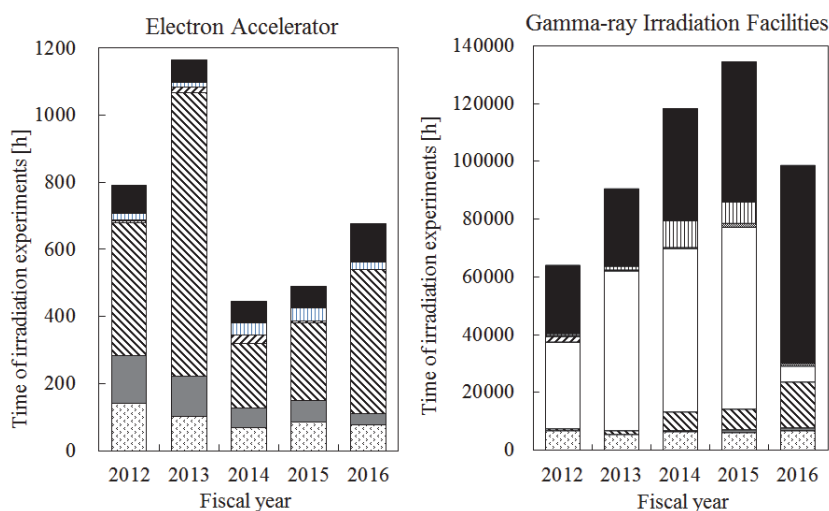 Electron Accelerator
Time of irradiation experiments [h]
1200
1000
800
600
400
200
0
2012 2013 2014 2015 2016
Fiscal year
Gamma-ray Irradiation Facilities
Time of irradiation experiments [h]
140000
120000
100000
80000
60000
40000
20000
0
2012 2013 2014 2015 2016
Fiscal year